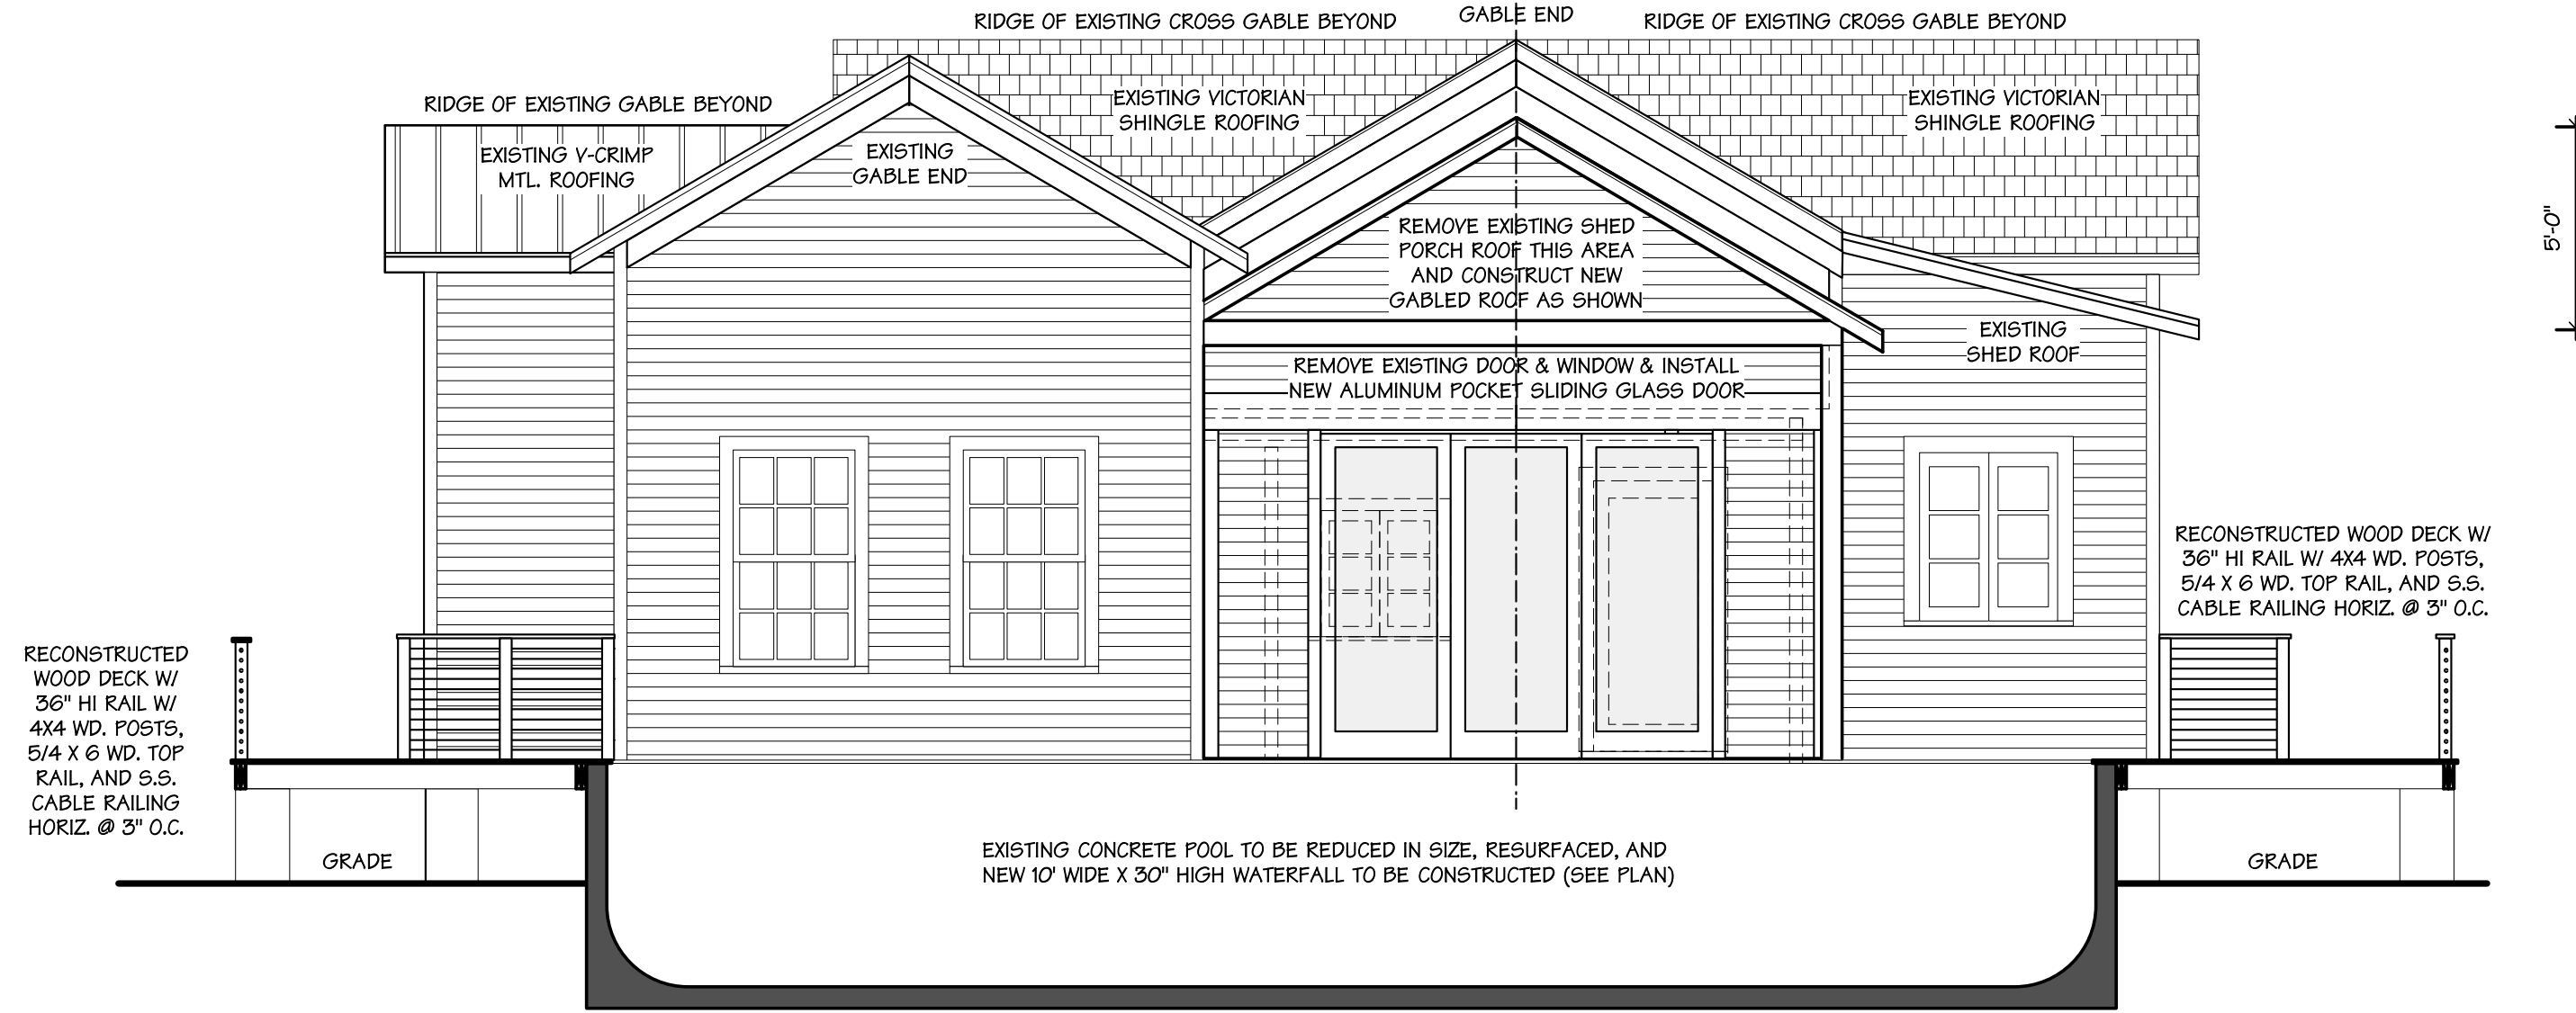 RIDGE OF EXISTING CROSS GABLE BEYOND
GABLE END
RIDGE OF EXISTING CROSS GABLE BEYOND
RIDGE OF EXISTING GABLE BEYOND
EXISTING VICTORIAN
SHINGLE ROOFING
EXISTING VICTORIAN
SHINGLE ROOFING
EXISTING V-CRIMP
MTL. ROOFING
EXISTING
GABLE END
REMOVE EXISTING SHED
PORCH ROOF THIS AREA
AND CONSTRUCT NEW
GABLED ROOF AS SHOWN
5'-0"
EXISTING
SHED ROOF
REMOVE EXISTING DOOR & WINDOW & INSTALL
NEW ALUMINUM POCKET SLIDING GLASS DOOR
RECONSTRUCTED WOOD DECK W/
36" HI RAIL W/ 4X4 WD. POSTS,
5/4 X 6 WD. TOP RAIL, AND S.S.
CABLE RAILING HORIZ. @ 3" O.C.
RECONSTRUCTED
WOOD DECK W/
36" HI RAIL W/
4X4 WD. POSTS,
5/4 X 6 WD. TOP
RAIL, AND S.S.
CABLE RAILING
HORIZ. @ 3" O.C.
GRADE
EXISTING CONCRETE POOL TO BE REDUCED IN SIZE, RESURFACED, AND
NEW 10' WIDE X 30" HIGH WATERFALL TO BE CONSTRUCTED (SEE PLAN)
GRADE